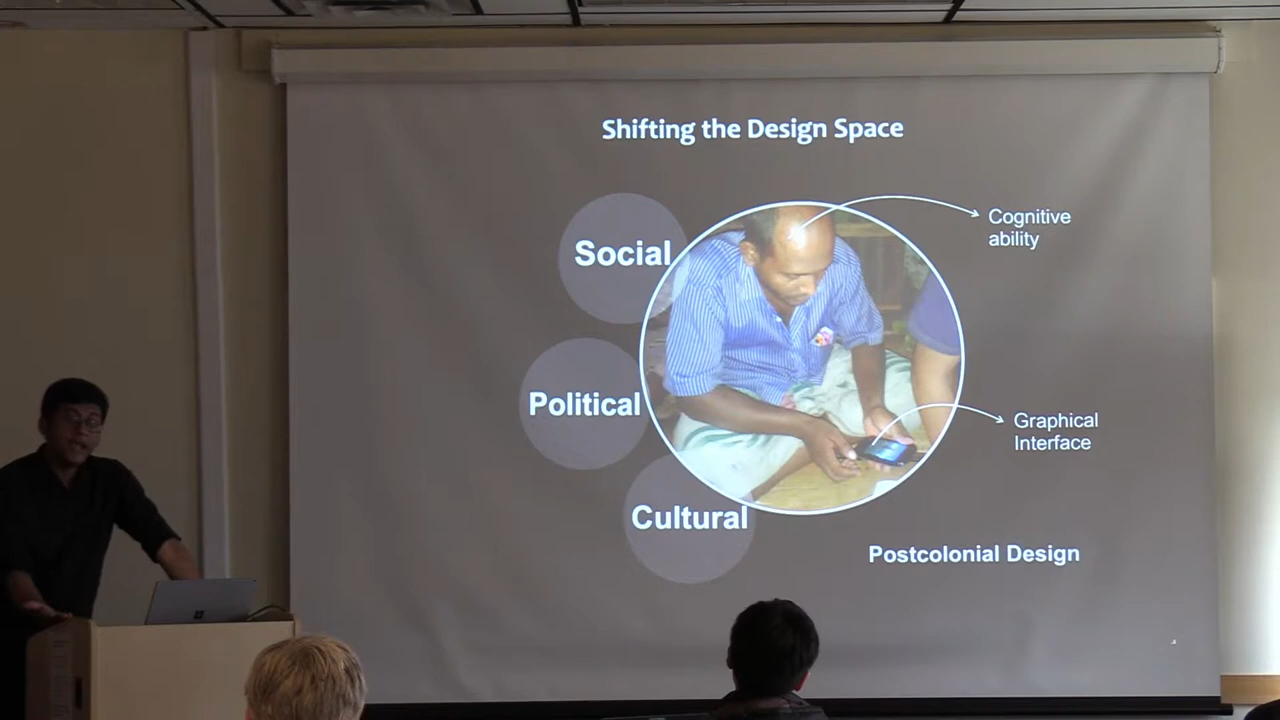 Shifting the Design Space
Social
Political
Cultural
Cognitive
ability
Graphical
Interface
Postcolonial Design